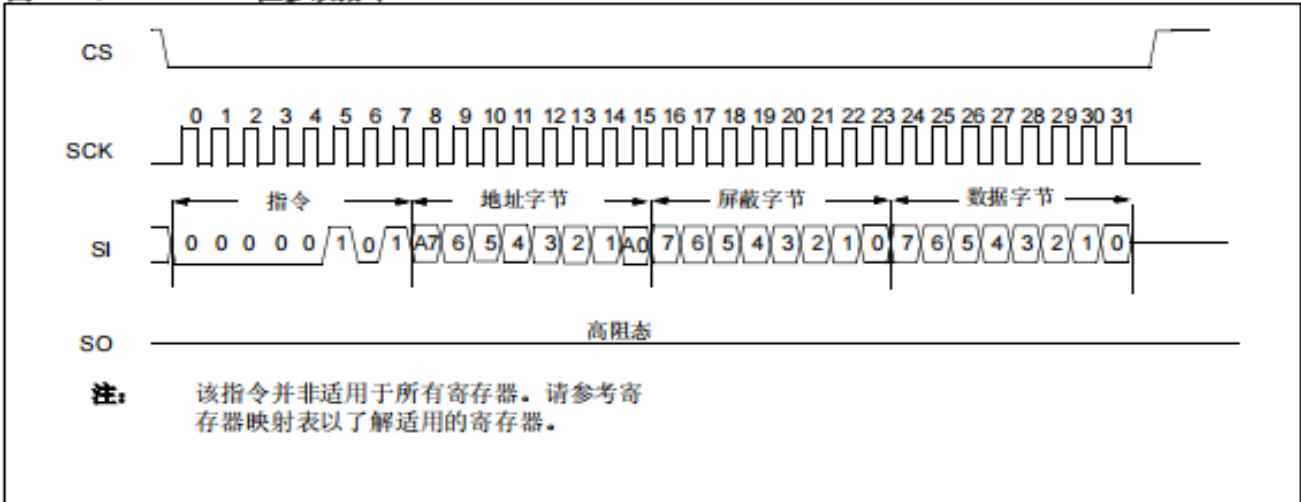 CS
0 1 2 3 4 5 6 7 8 9 10 11 12 13 14 15 16 17 18 19 20 21 22 23 24 25 26 27 28 29 30 31
SCK
指令 地址字节 屏蔽字节 数据字节
SI 0 0 0 0 0 1 0 1 A7 6 5 4 3 2 1 A0 7 6 5 4 3 2 1 0 7 6 5 4 3 2 1 0
高阻态
SO
注： 该指令并非适用于所有寄存器。请参考寄
存器映射表以了解适用的寄存器。